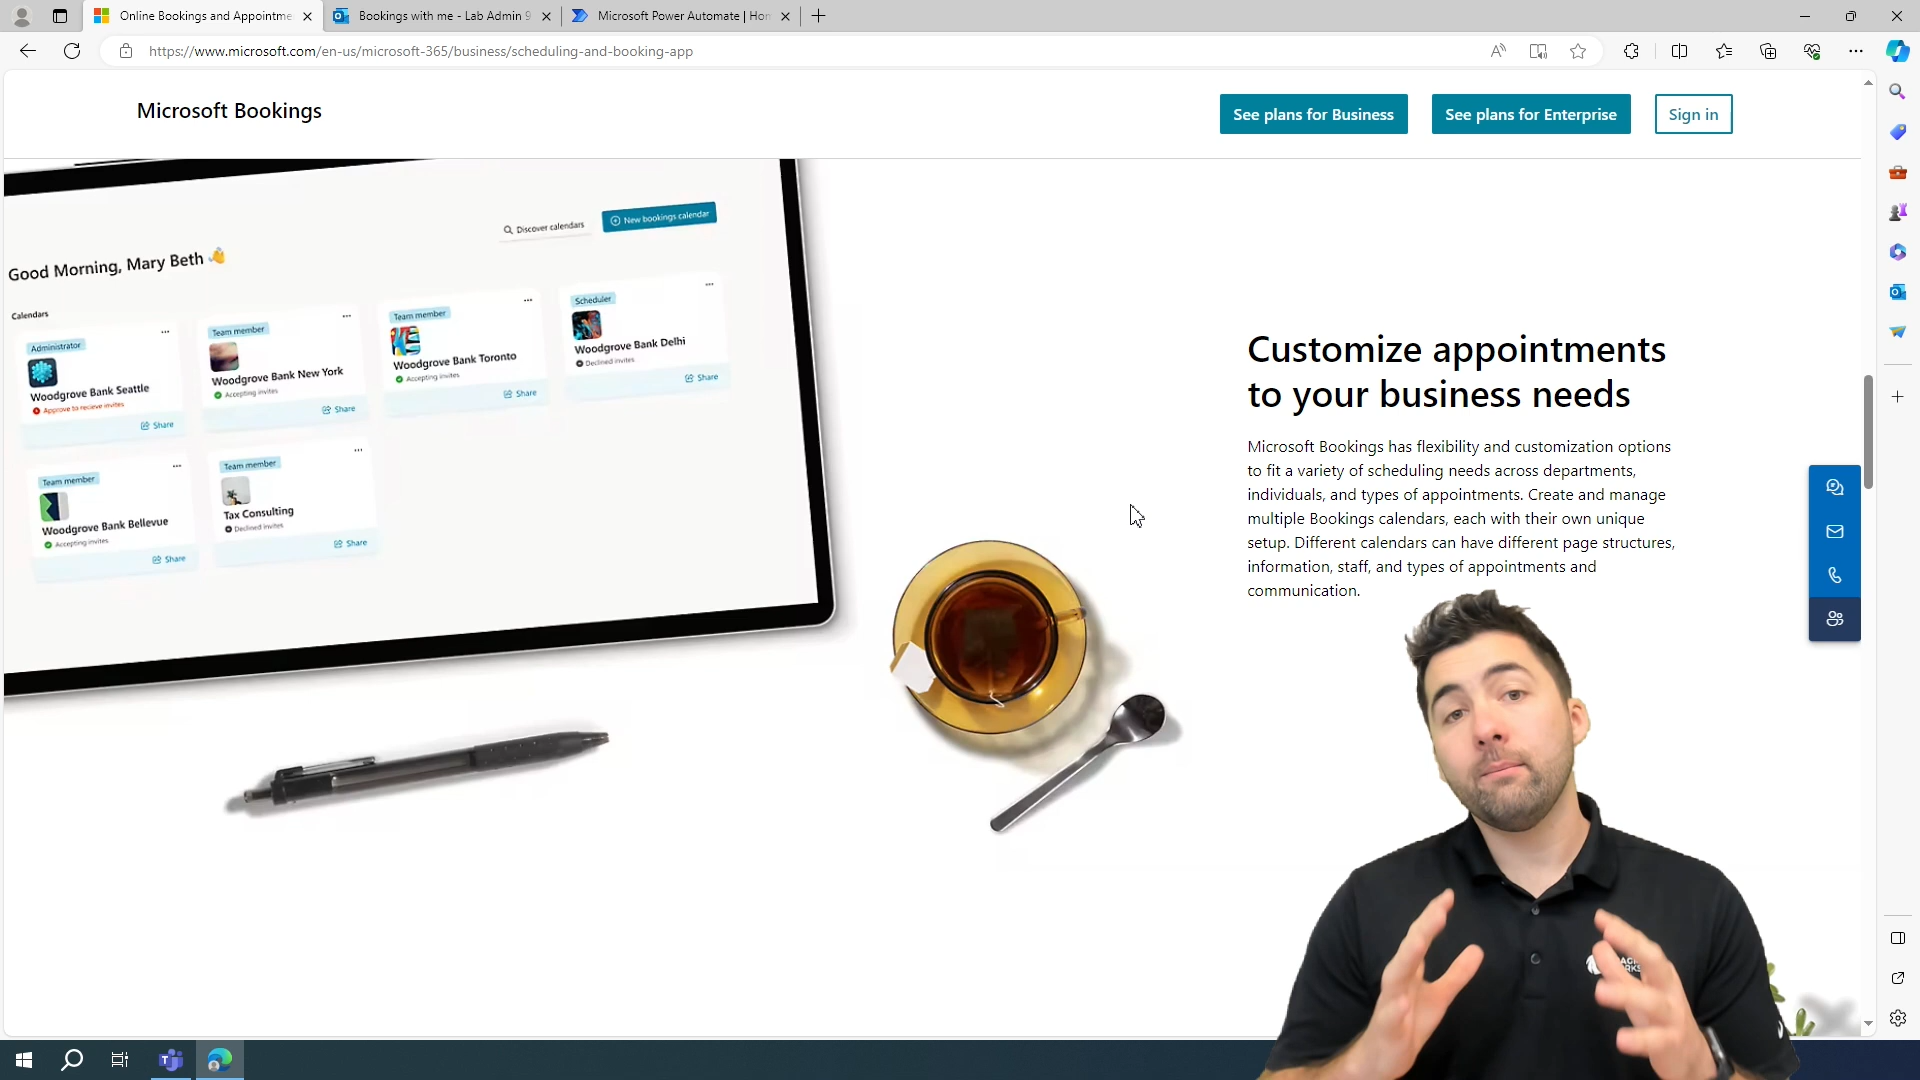 Online Bookings and Appointme
Bookings with me - Lab Admin 9
Microsoft Power Automate | Hon
https://www.microsoft.com/en-us/microsoft-365/business/scheduling-and-booking-app
Microsoft Bookings
See plans for Business
See plans for Enterprise
Sign in
Discover calendars
New bookings calendar
Good Morning, Mary Beth
Calendars
Administrator
Woodgrove Bank Seattle
Approve to recieve invites
Share
Team member
Woodgrove Bank New York
Accepting invites
Share
Team member
Woodgrove Bank Toronto
Accepting invites
Share
Scheduler
Woodgrove Bank Delhi
Declined invites
Share
Team member
Woodgrove Bank Bellevue
Accepting invites
Share
Team member
Tax Consulting
Declined invites
Share
Customize appointments
to your business needs
Microsoft Bookings has flexibility and customization options
to fit a variety of scheduling needs across departments,
individuals, and types of appointments. Create and manage
multiple Bookings calendars, each with their own unique
setup. Different calendars can have different page structures,
information, staff, and types of appointments and
communication.